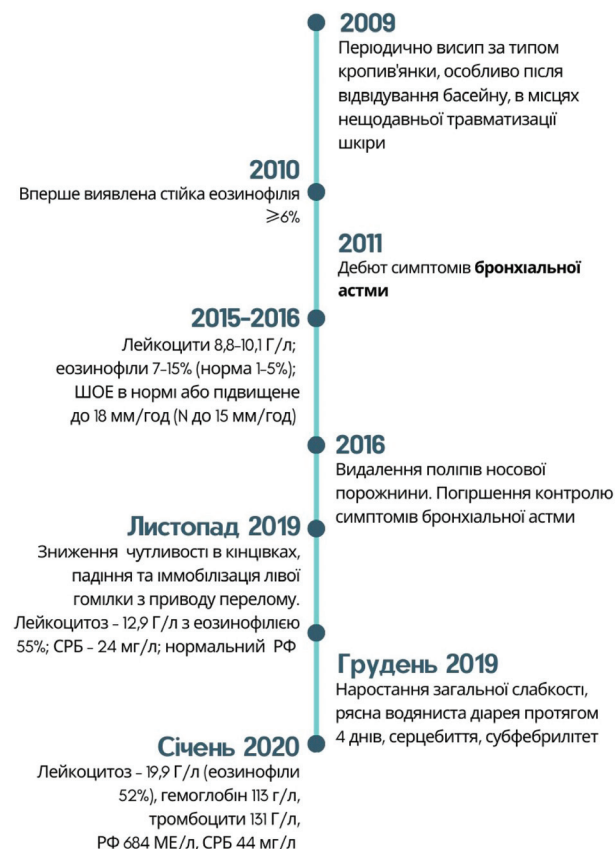 2009
Періодично висип за типом
кропив'янки, особливо після
відвідування басейну, в місцях
нещодавньої травматизації
шкіри
2010
Вперше виявлена стійка еозинофілія
⩾6%
2011
Дебют симптомів бронхіальної
астми
2015-2016
Лейкоцити 8,8-10,1 Г/л;
еозинофіли 7-15% (норма 1-5%);
ШОЕ в нормі або підвищене
до 18 мм/год (N до 15 мм/год)
2016
Видалення поліпів носової
порожнини. Погіршення контролю
симптомів бронхіальної астми
Листопад 2019
Зниження чутливості в кінцівках,
падіння та іммобілізація лівої
гомілки з приводу перелому.
Лейкоцитоз – 12,9 Г/л з еозинофілією
55%; СРБ – 24 мг/л; нормальний РФ
Грудень 2019
Наростання загальної слабкості,
рясна водяниста діарея протягом
4 днів, серцебиття, субфебрилітет
Січень 2020
Лейкоцитоз – 19,9 Г/л (еозинофіли
52%), гемоглобін 113 г/л,
тромбоцити 131 Г/л,
РФ 684 МЕ/л, СРБ 44 мг/л